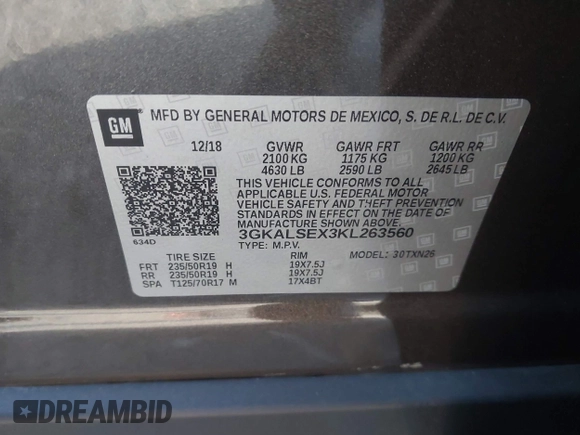 GM
MFD BY GENERAL MOTORS DE MEXICO, S. DE R.L. DE C.V.
12/18 GVWR GAWR FRT GAWR RR
2100 KG 1175 KG 1200 KG
4630 LB 2590 LB 2645 LB
THIS VEHICLE CONFORMS TO ALL
APPLICABLE U.S. FEDERAL MOTOR
VEHICLE SAFETY AND THEFT PREVENTION
STANDARDS IN EFFECT ON THE DATE OF
MANUFACTURE SHOWN ABOVE.
3GKALSEX3KL263560
634D
TYPE: M.P.V. MODEL: 30TXN26
TIRE SIZE RIM
FRT 235/50R19 H 19X7.5J
RR 235/50R19 H 19X7.5J
SPA T125/70R17 M 17X4BT
DREAMBID